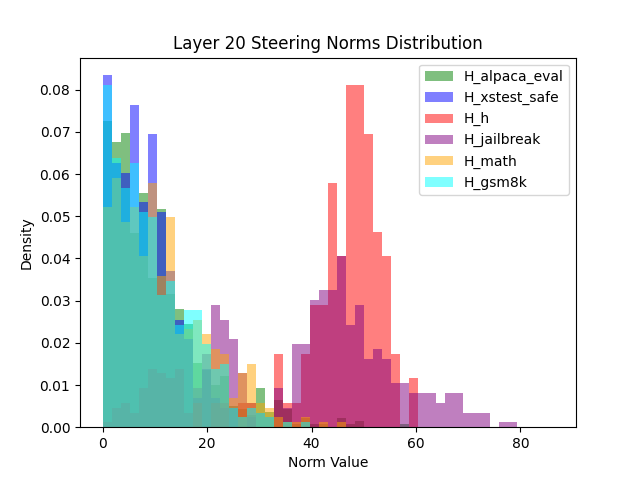 Layer 20 Steering Norms Distribution
H_alpaca_eval
H_xstest_safe
H_h
H_jailbreak
H_math
H_gsm8k
Density
0.08
0.07
0.06
0.05
0.04
0.03
0.02
0.01
0.00
0 20 40 60 80
Norm Value